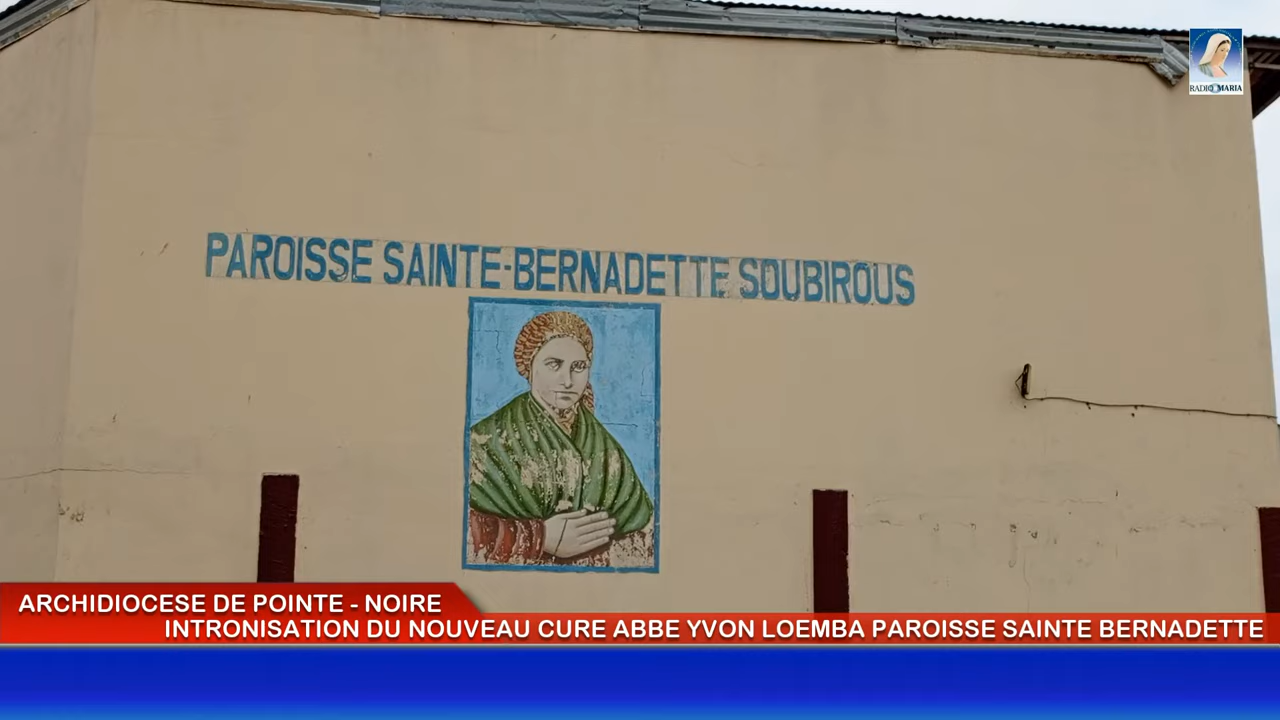 RADIO MARIA
PAROISSE SAINTE-BERNADETTE SOUBIROUS
ARCHIDIOCESE DE POINTE - NOIRE
INTRONISATION DU NOUVEAU CURE ABBE YVON LOEMBA PAROISSE SAINTE BERNADETTE